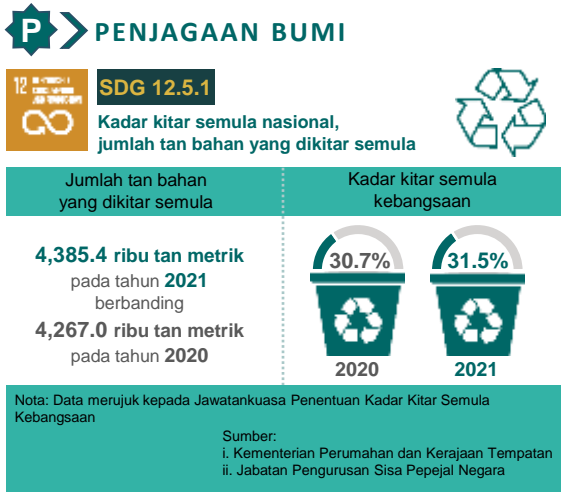 P
PENJAGAAN BUMI
12
SDG 12.5.1
Kadar kitar semula nasional,
jumlah tan bahan yang dikitar semula
Jumlah tan bahan
yang dikitar semula
Kadar kitar semula
kebangsaan
4,385.4 ribu tan metrik
pada tahun 2021
berbanding
4,267.0 ribu tan metrik
pada tahun 2020
30.7%
31.5%
2020
2021
Nota: Data merujuk kepada Jawatankuasa Penentuan Kadar Kitar Semula
Kebangsaan
Sumber:
i. Kementerian Perumahan dan Kerajaan Tempatan
ii. Jabatan Pengurusan Sisa Pepejal Negara